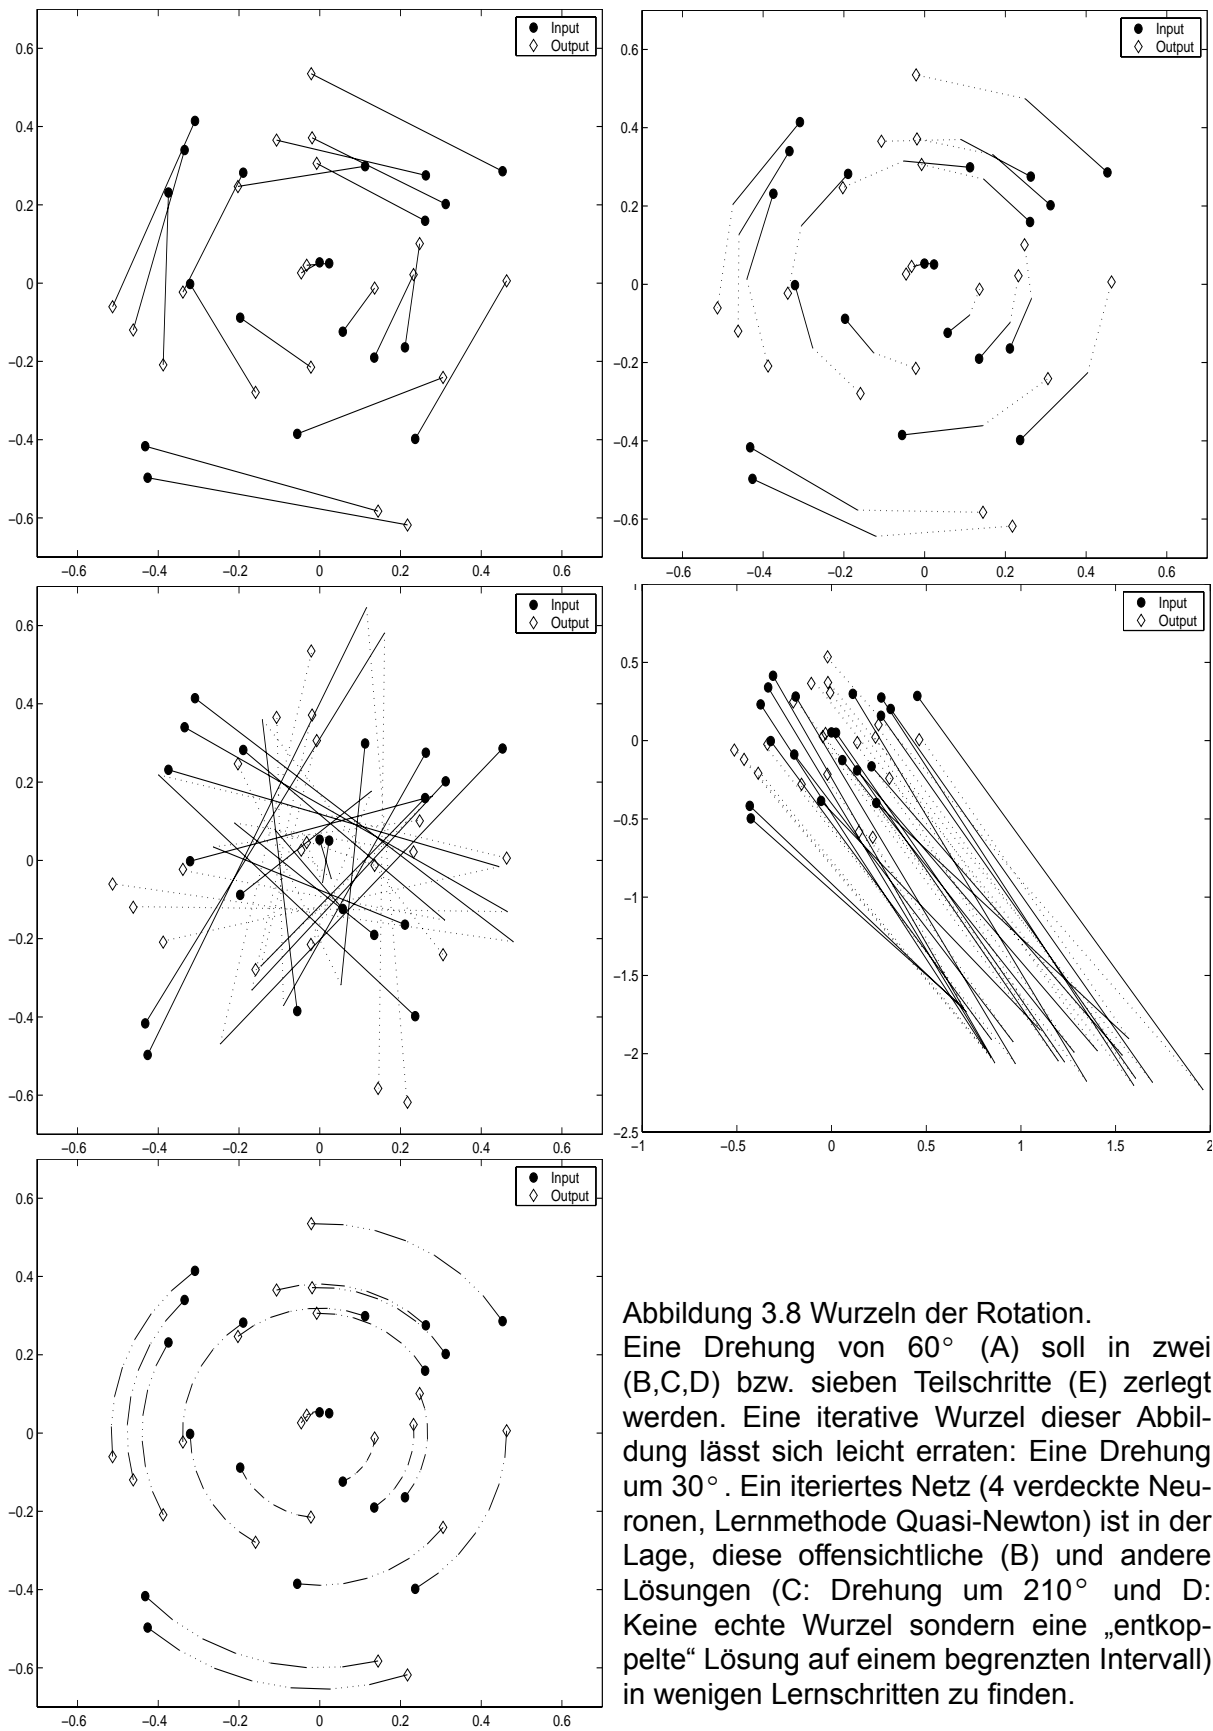 Input
Output
0.6
0.4
0.2
0
−0.2
−0.4
−0.6
−0.6 −0.4 −0.2 0 0.2 0.4 0.6
Input
Output
0.6
0.4
0.2
0
−0.2
−0.4
−0.6
−0.6 −0.4 −0.2 0 0.2 0.4 0.6
Input
Output
0.6
0.4
0.2
0
−0.2
−0.4
−0.6
−0.6 −0.4 −0.2 0 0.2 0.4 0.6
Input
Output
0.5
0
−0.5
−1
−1.5
−2
−2.5
−1 −0.5 0 0.5 1 1.5 2
Input
Output
0.6
0.4
0.2
0
−0.2
−0.4
−0.6
−0.6 −0.4 −0.2 0 0.2 0.4 0.6
Abbildung 3.8 Wurzeln der Rotation.
Eine Drehung von 60° (A) soll in zwei
(B,C,D) bzw. sieben Teilschritte (E) zerlegt
werden. Eine iterative Wurzel dieser Abbil-
dung lässt sich leicht erraten: Eine Drehung
um 30°. Ein iteriertes Netz (4 verdeckte Neu-
ronen, Lernmethode Quasi-Newton) ist in der
Lage, diese offensichtliche (B) und andere
Lösungen (C: Drehung um 210° und D:
Keine echte Wurzel sondern eine „entkop-
pelte“ Lösung auf einem begrenzten Intervall)
in wenigen Lernschritten zu finden.